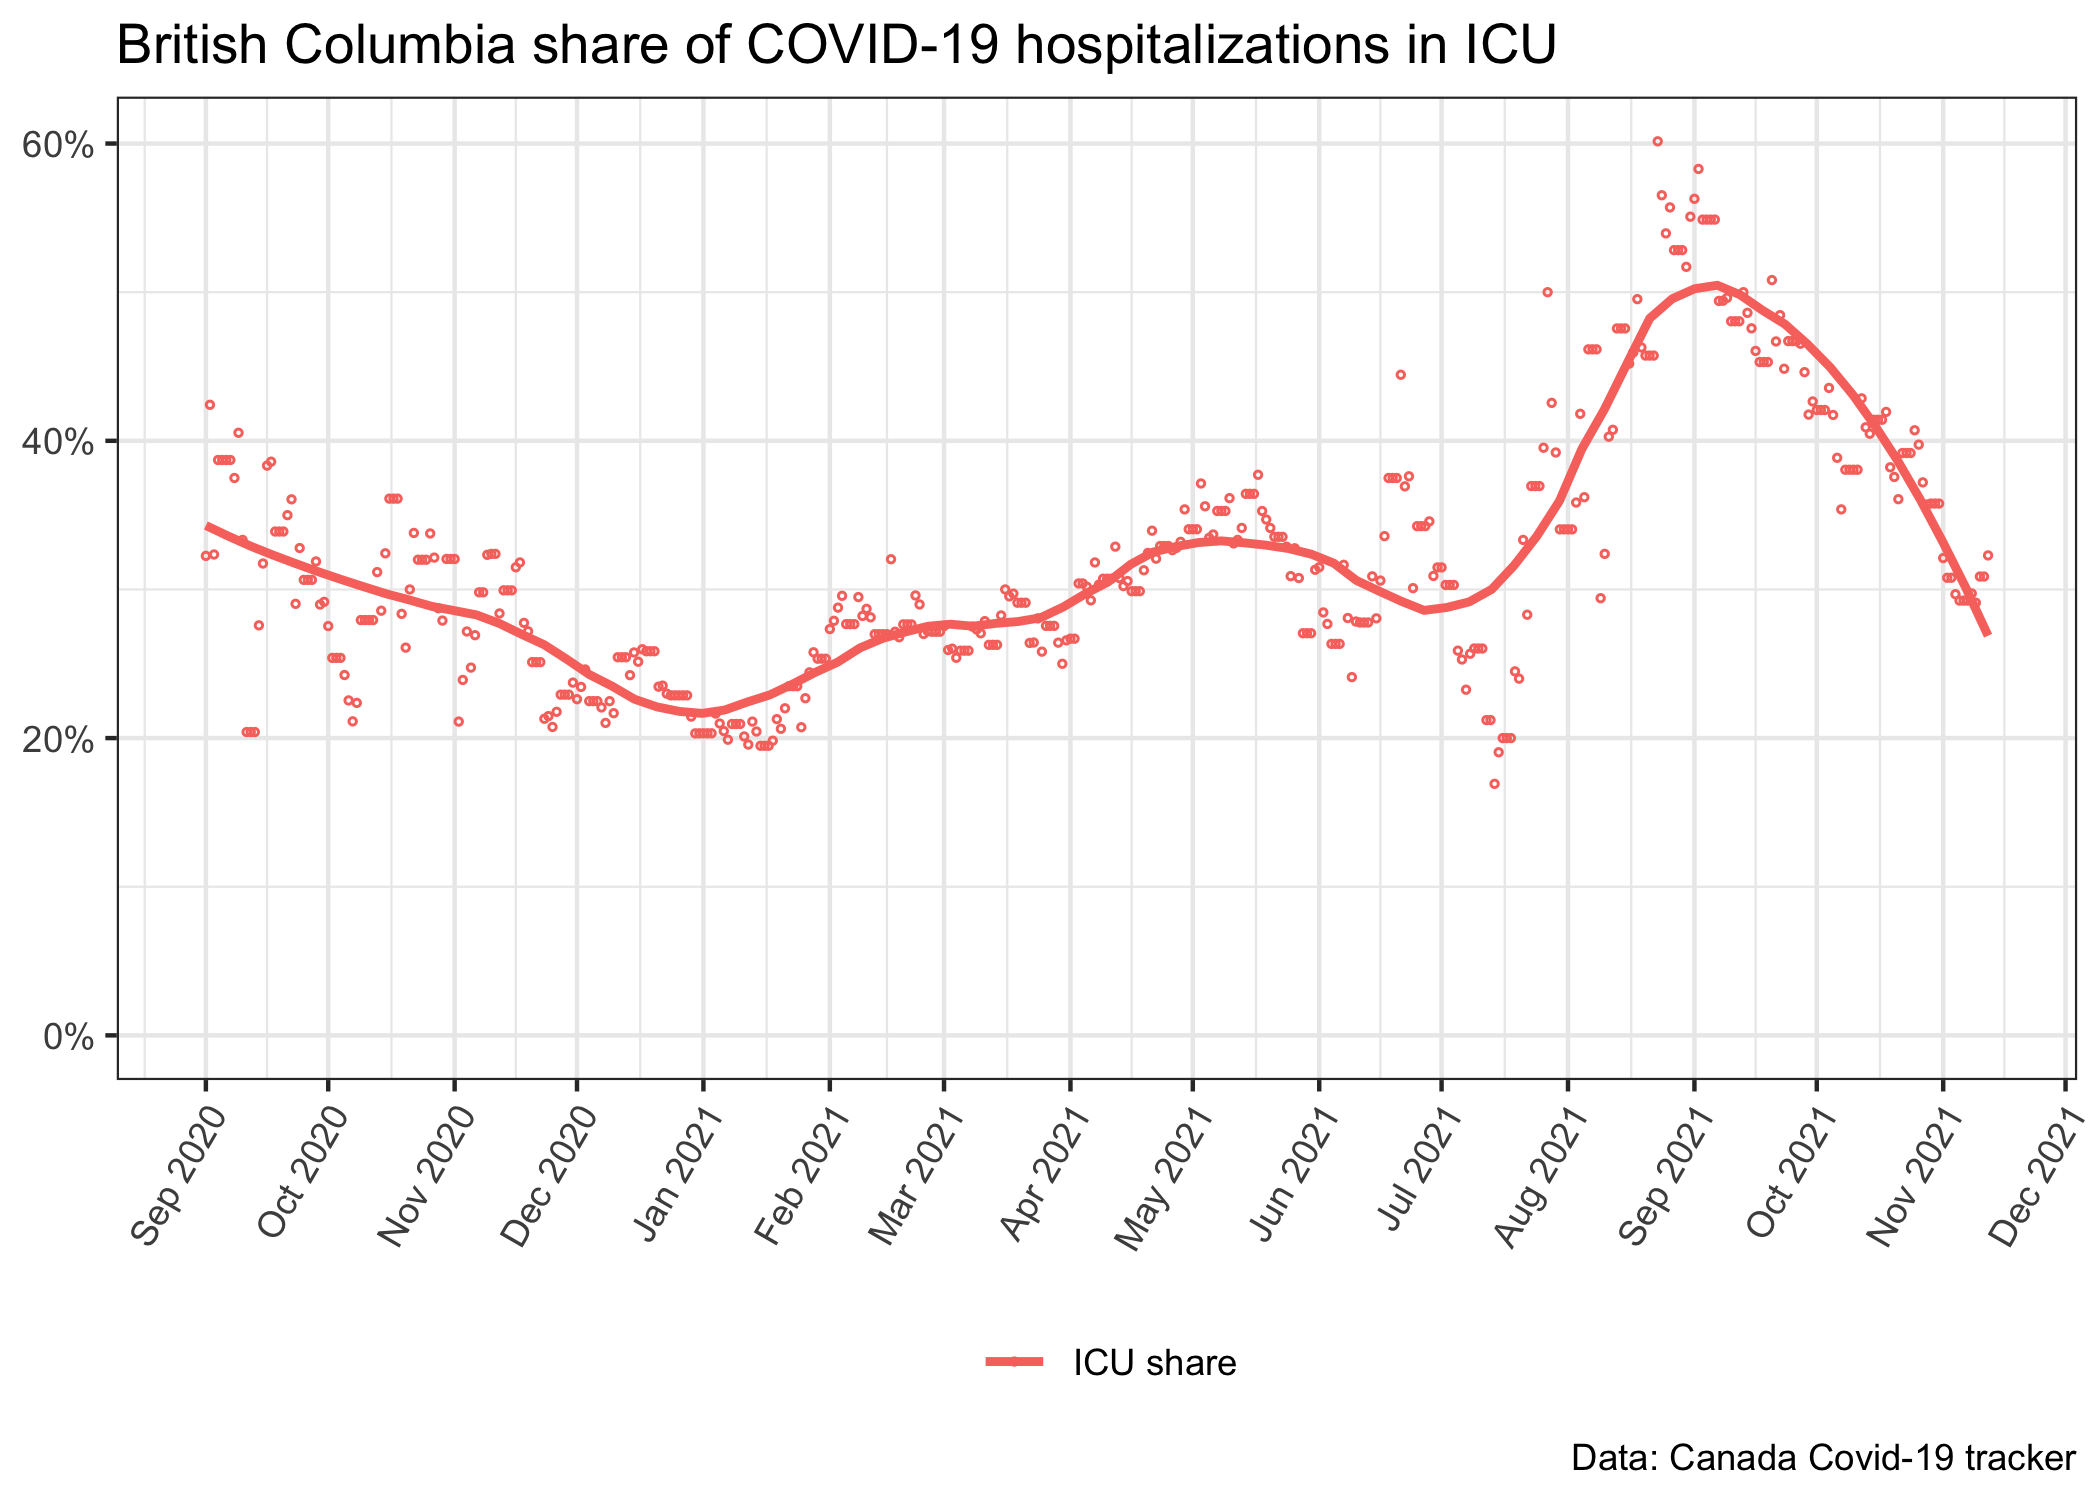 British Columbia share of COVID-19 hospitalizations in ICU
60%
40%
20%
0%
Sep 2020
Oct 2020
Nov 2020
Dec 2020
Jan 2021
Feb 2021
Mar 2021
Apr 2021
May 2021
Jun 2021
Jul 2021
Aug 2021
Sep 2021
Oct 2021
Nov 2021
Dec 2021
ICU share
Data: Canada Covid-19 tracker